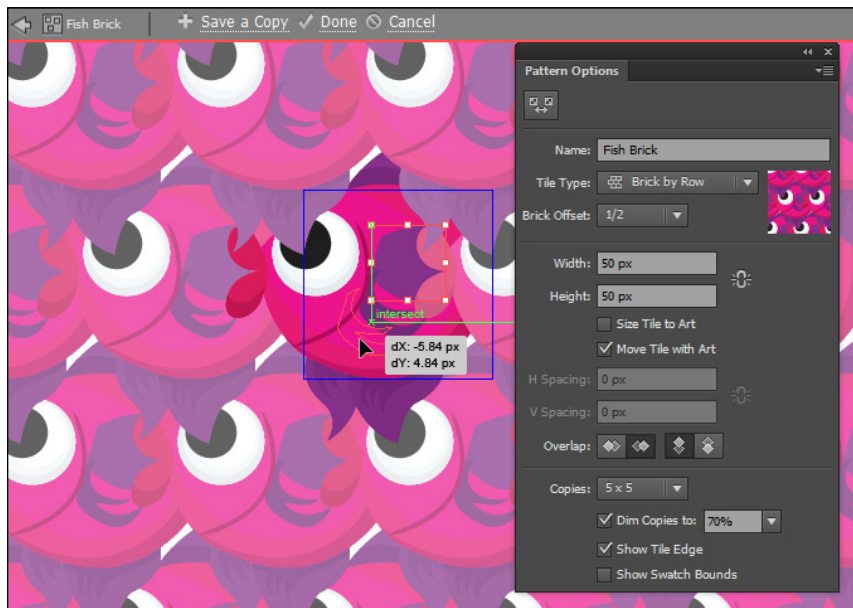 Fish Brick Save a Copy Done Cancel
Pattern Options
Name: Fish Brick
Tile Type: Brick by Row
Brick Offset: 1/2
Width: 50 px
Height: 50 px
Size Tile to Art
Move Tile with Art
H Spacing: 0 px
V Spacing: 0 px
Overlap:
Copies: 5 x 5
Dim Copies to: 70%
Show Tile Edge
Show Swatch Bounds
intersect
dX: -5.84 px
dY: 4.84 px